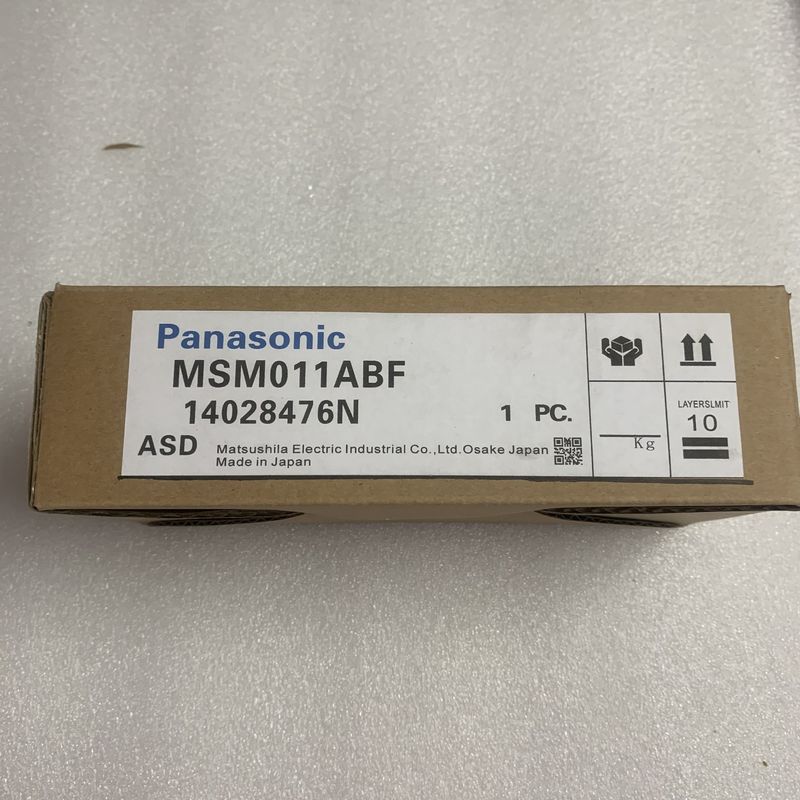 Panasonic
MSM011ABF
14028476N
1 PC.
ASD
Matsushila Electric Industrial Co.,Ltd.Osake Japan
Made in Japan
Kg
LAYERSLMIT
10